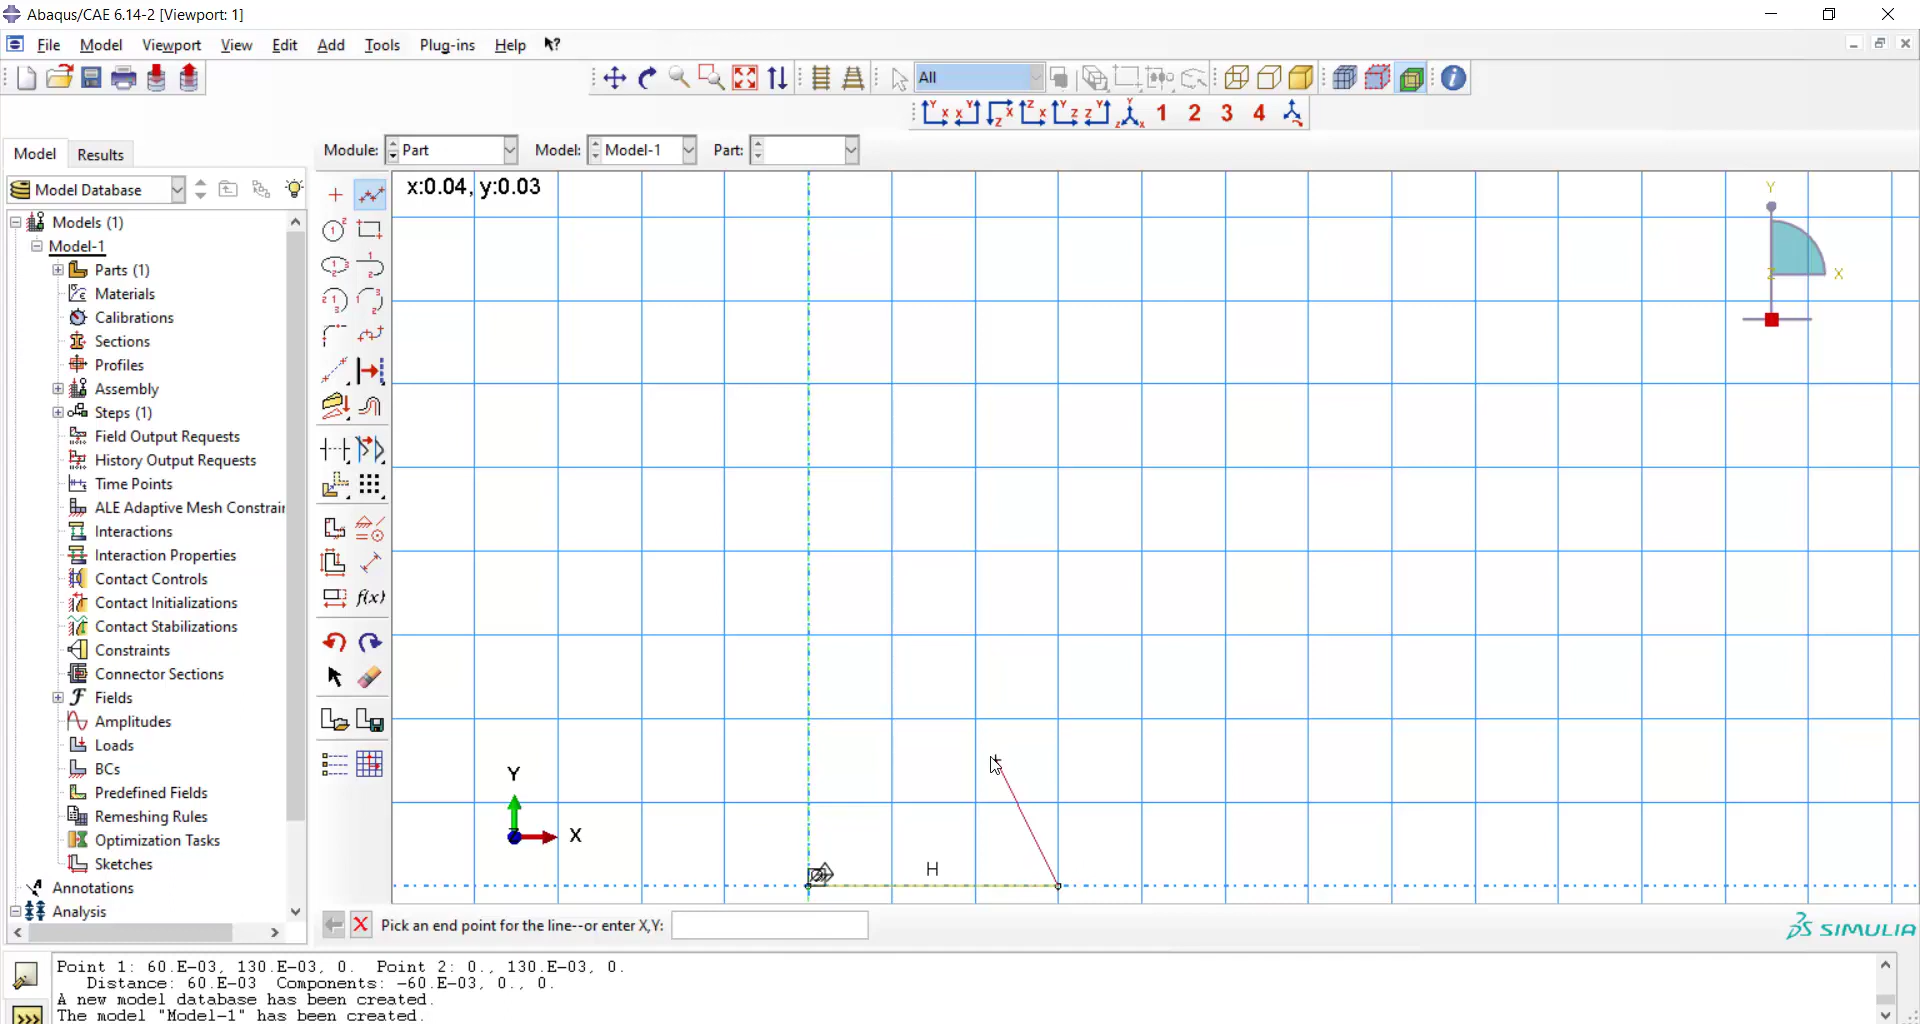 Abaqus/CAE 6.14-2 [Viewport: 1]
File Model Viewport View Edit Add Tools Plug-ins Help ?
All
1 2 3 4
Model Results
Module: Part Model: Model-1 Part:
Model Database
x:0.04, y:0.03
Models (1)
Model-1
Parts (1)
Materials
Calibrations
Sections
Profiles
Assembly
Steps (1)
Field Output Requests
History Output Requests
Time Points
ALE Adaptive Mesh Constrair
Interactions
Interaction Properties
Contact Controls
Contact Initializations
Contact Stabilizations
Constraints
Connector Sections
Fields
Amplitudes
Loads
BCs
Predefined Fields
Remeshing Rules
Optimization Tasks
Sketches
Annotations
Analysis
f(x)
Y
X
Z
Y
X
H
Pick an end point for the line--or enter X,Y:
SIMULIA
Point 1: 60.E-03, 130.E-03, 0. Point 2: 0., 130.E-03, 0.
Distance: 60.E-03 Components: -60.E-03, 0., 0.
A new model database has been created.
The model "Model-1" has been created.